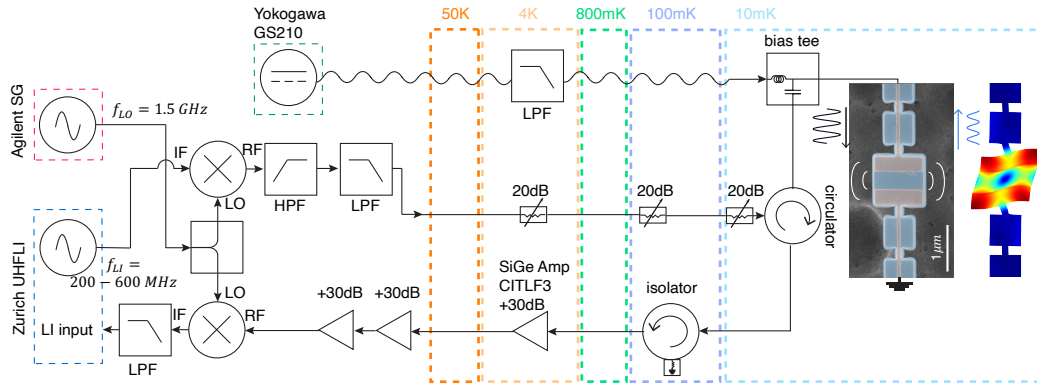 50K
4K
800mK
100mK
10mK
Yokogawa
GS210
bias tee
LPF
Agilent SG
f_LO = 1.5 GHz
IF
RF
LO
HPF
LPF
20dB
20dB
20dB
circulator
1 μm
Zurich UHFLI
f_LI =
200 − 600 MHz
SiGe Amp
CITLF3
+30dB
isolator
LO
+30dB
+30dB
IF
RF
LI input
LPF